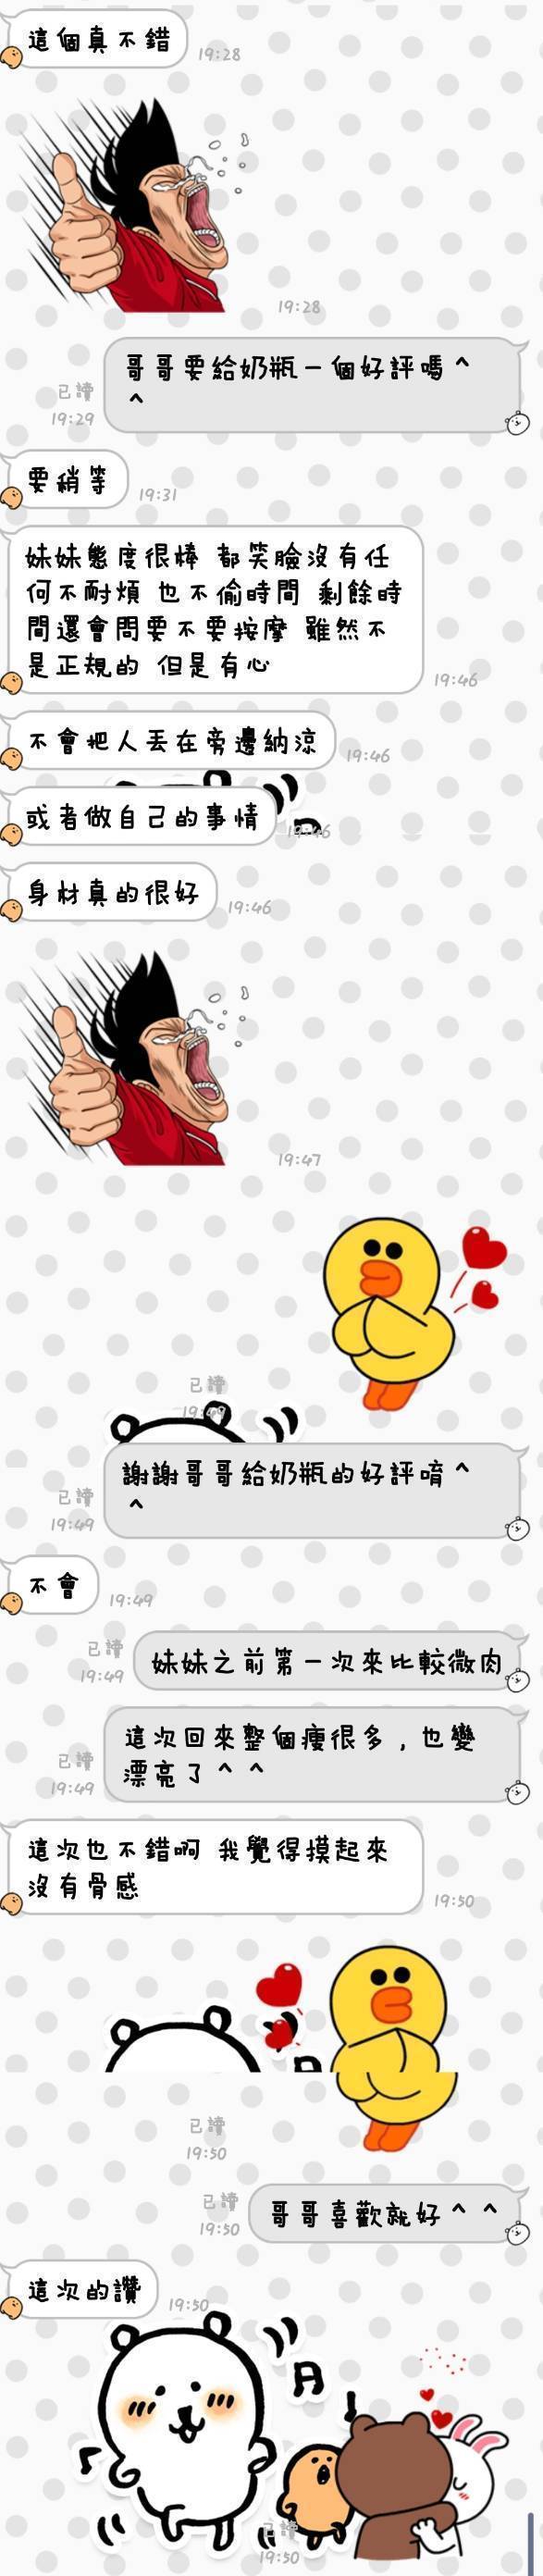 這個真不錯
19:28
19:28
哥哥要給奶瓶一個好評嗎^
^
已讀
19:29
要稍等
19:31
妹妹態度很棒 都笑臉沒有任
何不耐煩 也不偷時間 剩餘時
間還會問要不要按摩 雖然不
是正規的 但是有心
19:46
不會把人丟在旁邊納涼
19:46
或者做自己的事情
19:46
身材真的很好
19:46
19:47
已讀
19:49
謝謝哥哥給奶瓶的好評唷^
^
已讀
19:49
不會
19:49
妹妹之前第一次來比較微肉
已讀
19:49
這次回來整個瘦很多,也變
漂亮了^ ^
已讀
19:49
這次也不錯啊 我覺得摸起來
沒有骨感
19:50
已讀
19:50
哥哥喜歡就好^ ^
已讀
19:50
這次的讚
19:50
已讀
19:50